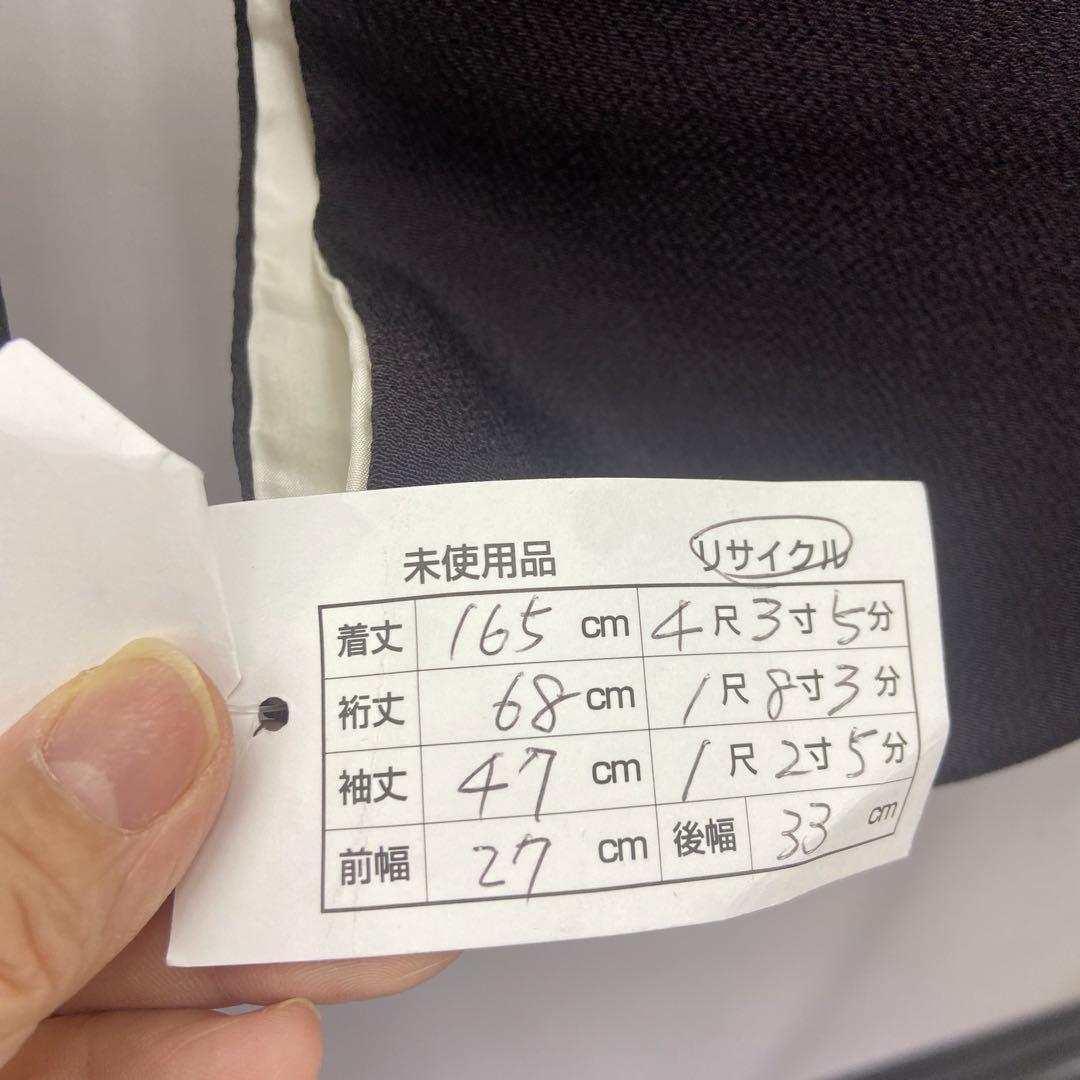 未使用品 リサイクル
着丈 165 cm 4尺3寸5分
裄丈 68 cm 1尺8寸3分
袖丈 47 cm 1尺2寸5分
前幅 27 cm 後幅 33 cm